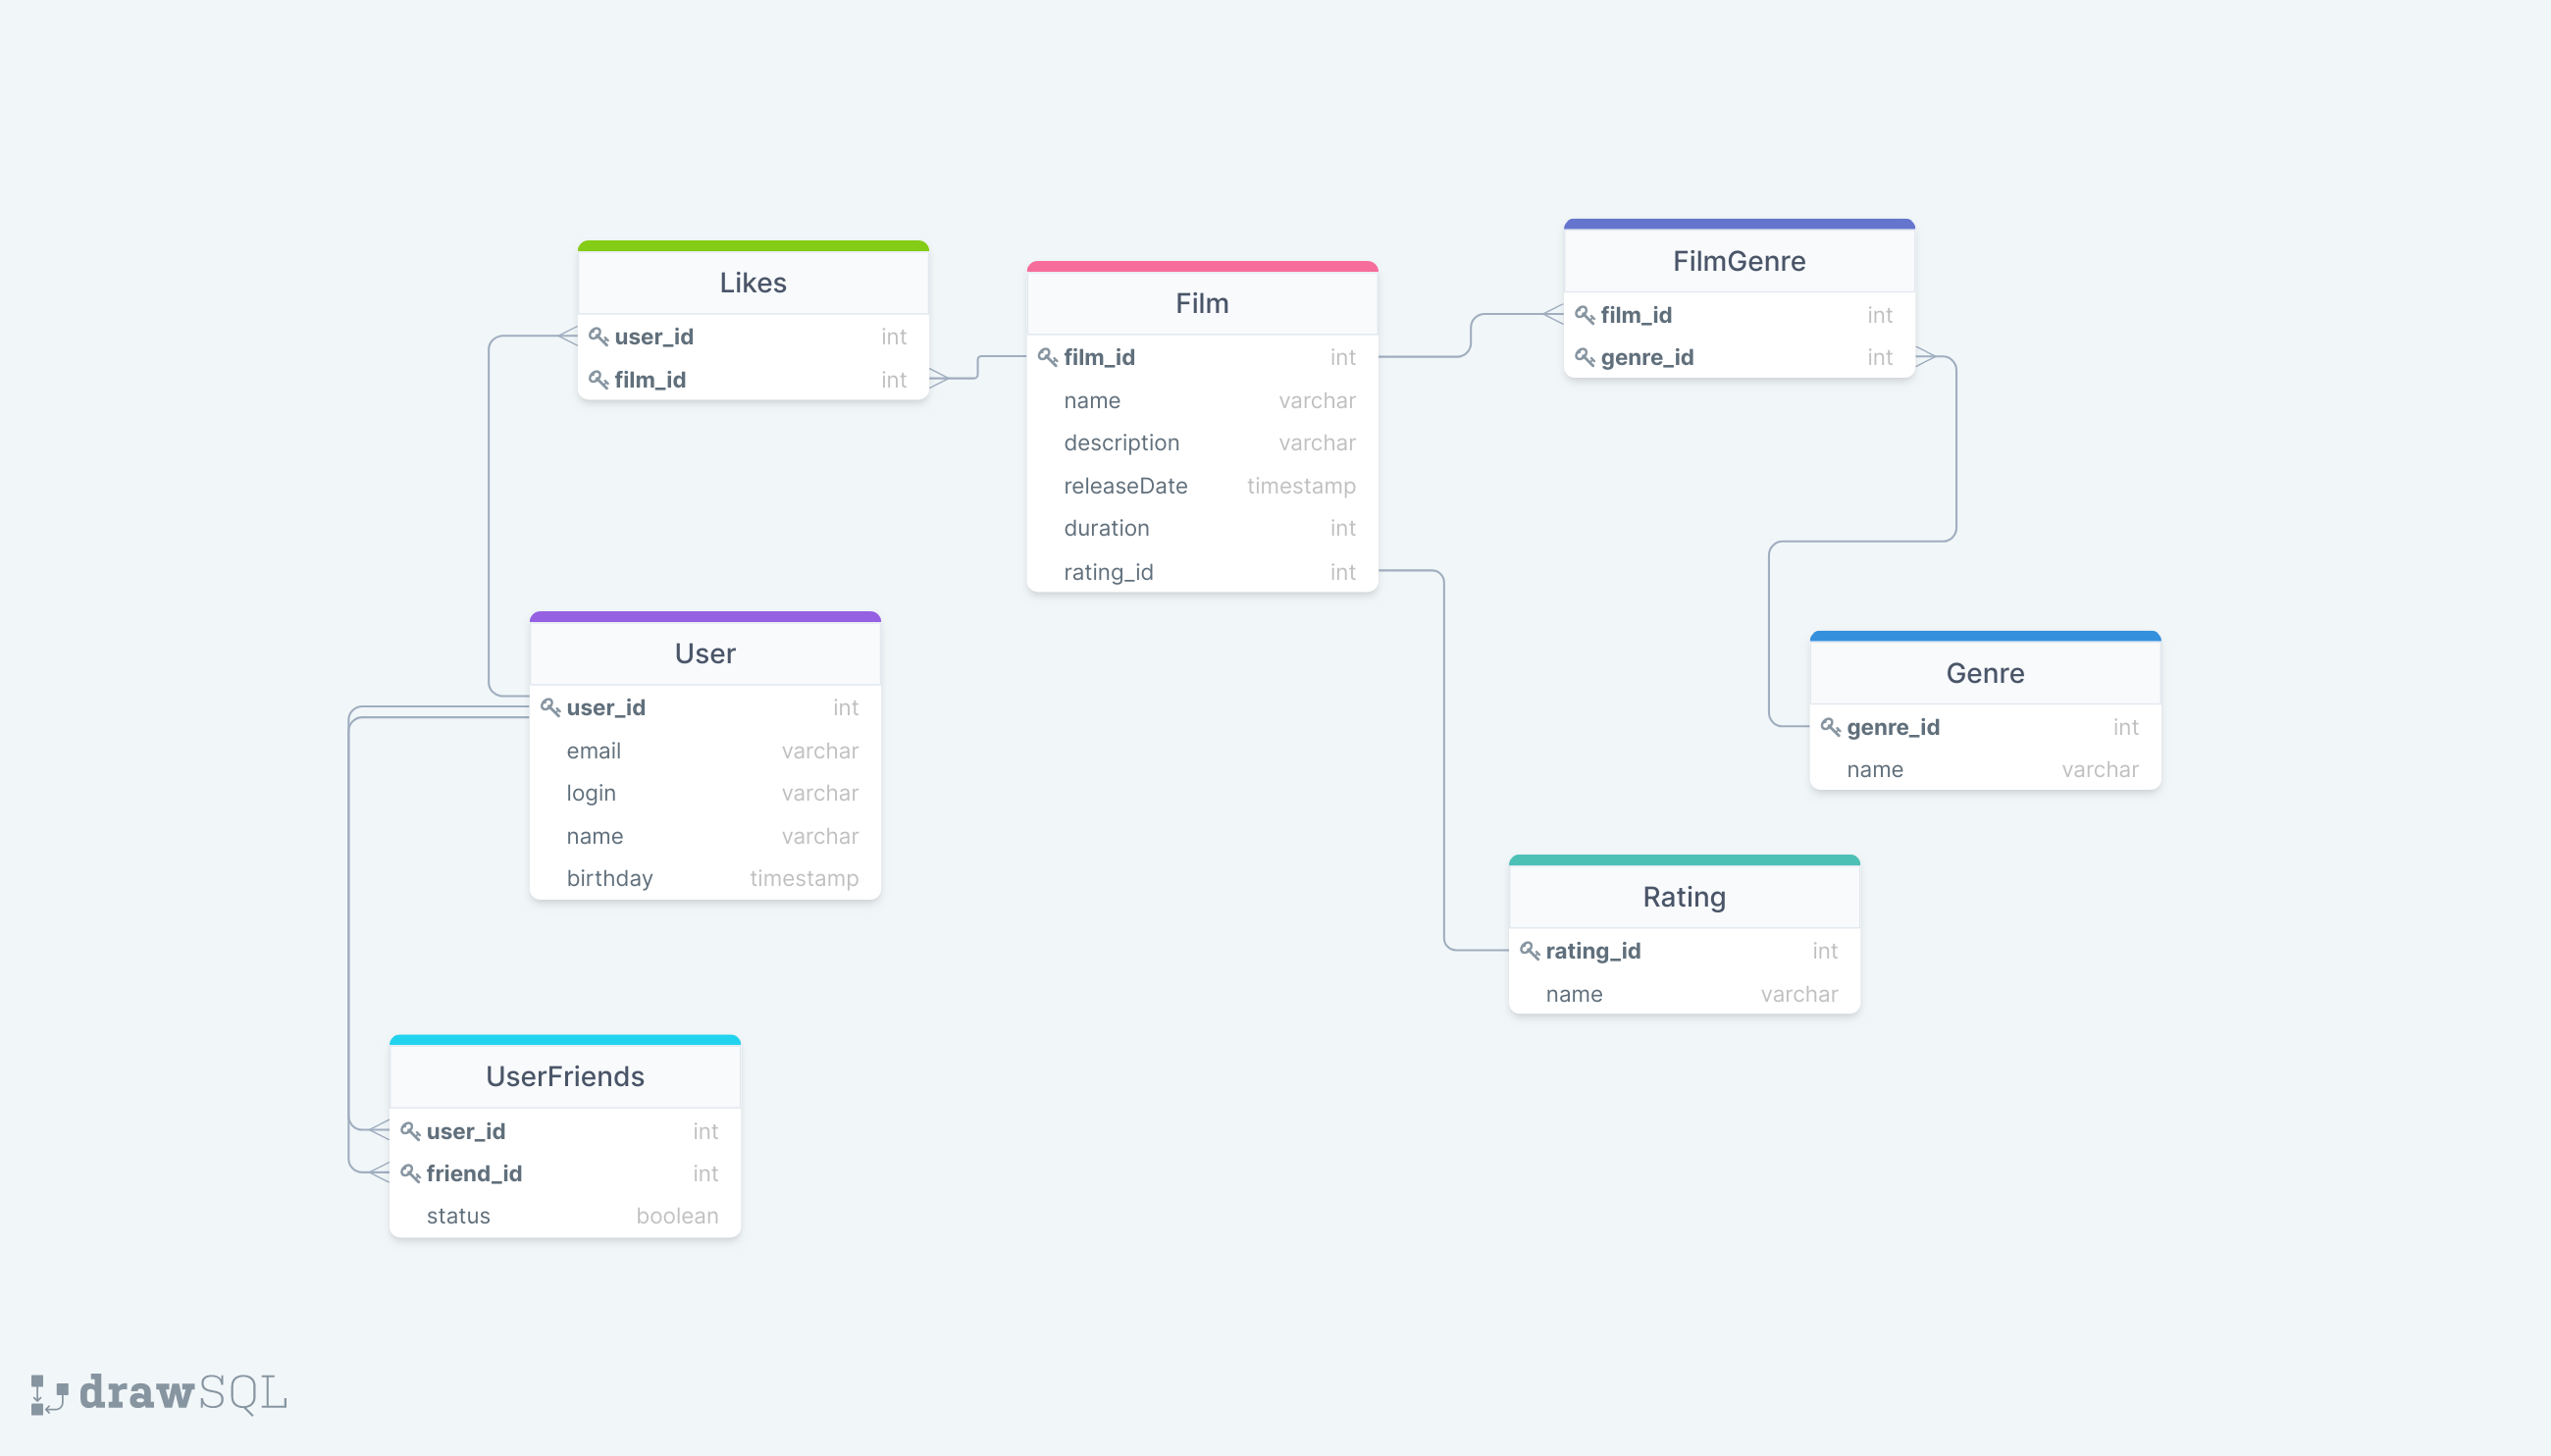 Likes
user_id int
film_id int
Film
film_id int
name varchar
description varchar
releaseDate timestamp
duration int
rating_id int
FilmGenre
film_id int
genre_id int
User
user_id int
email varchar
login varchar
name varchar
birthday timestamp
Genre
genre_id int
name varchar
Rating
rating_id int
name varchar
UserFriends
user_id int
friend_id int
status boolean
drawSQL